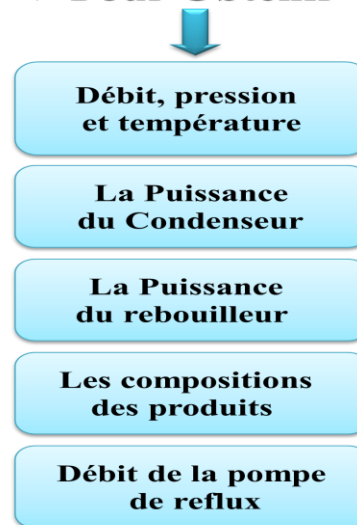 Débit, pression
et température
La Puissance
du Condenseur
La Puissance
du rebouilleur
Les compositions
des produits
Débit de la pompe
de reflux